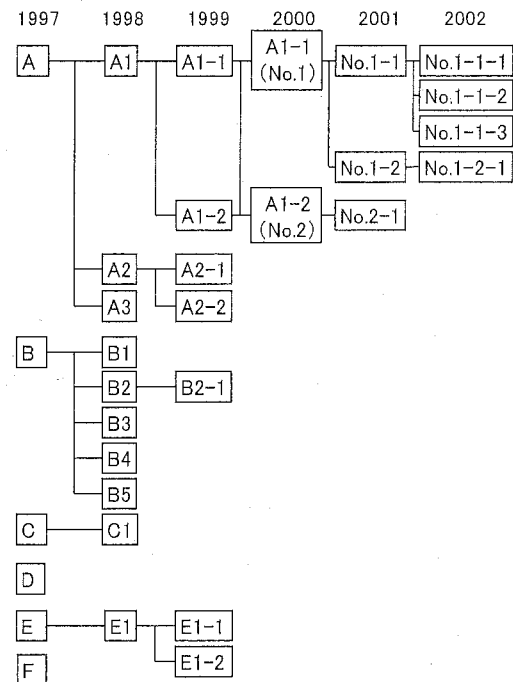 1997 1998 1999 2000 2001 2002
A A1 A1-1 A1-1 No.1-1 No.1-1-1
(No.1)
No.1-1-2
No.1-1-3
No.1-2 No.1-2-1
A1-2 A1-2 No.2-1
(No.2)
A2 A2-1
A3 A2-2
B B1
B2 B2-1
B3
B4
B5
C C1
D
E E1 E1-1
E1-2
F